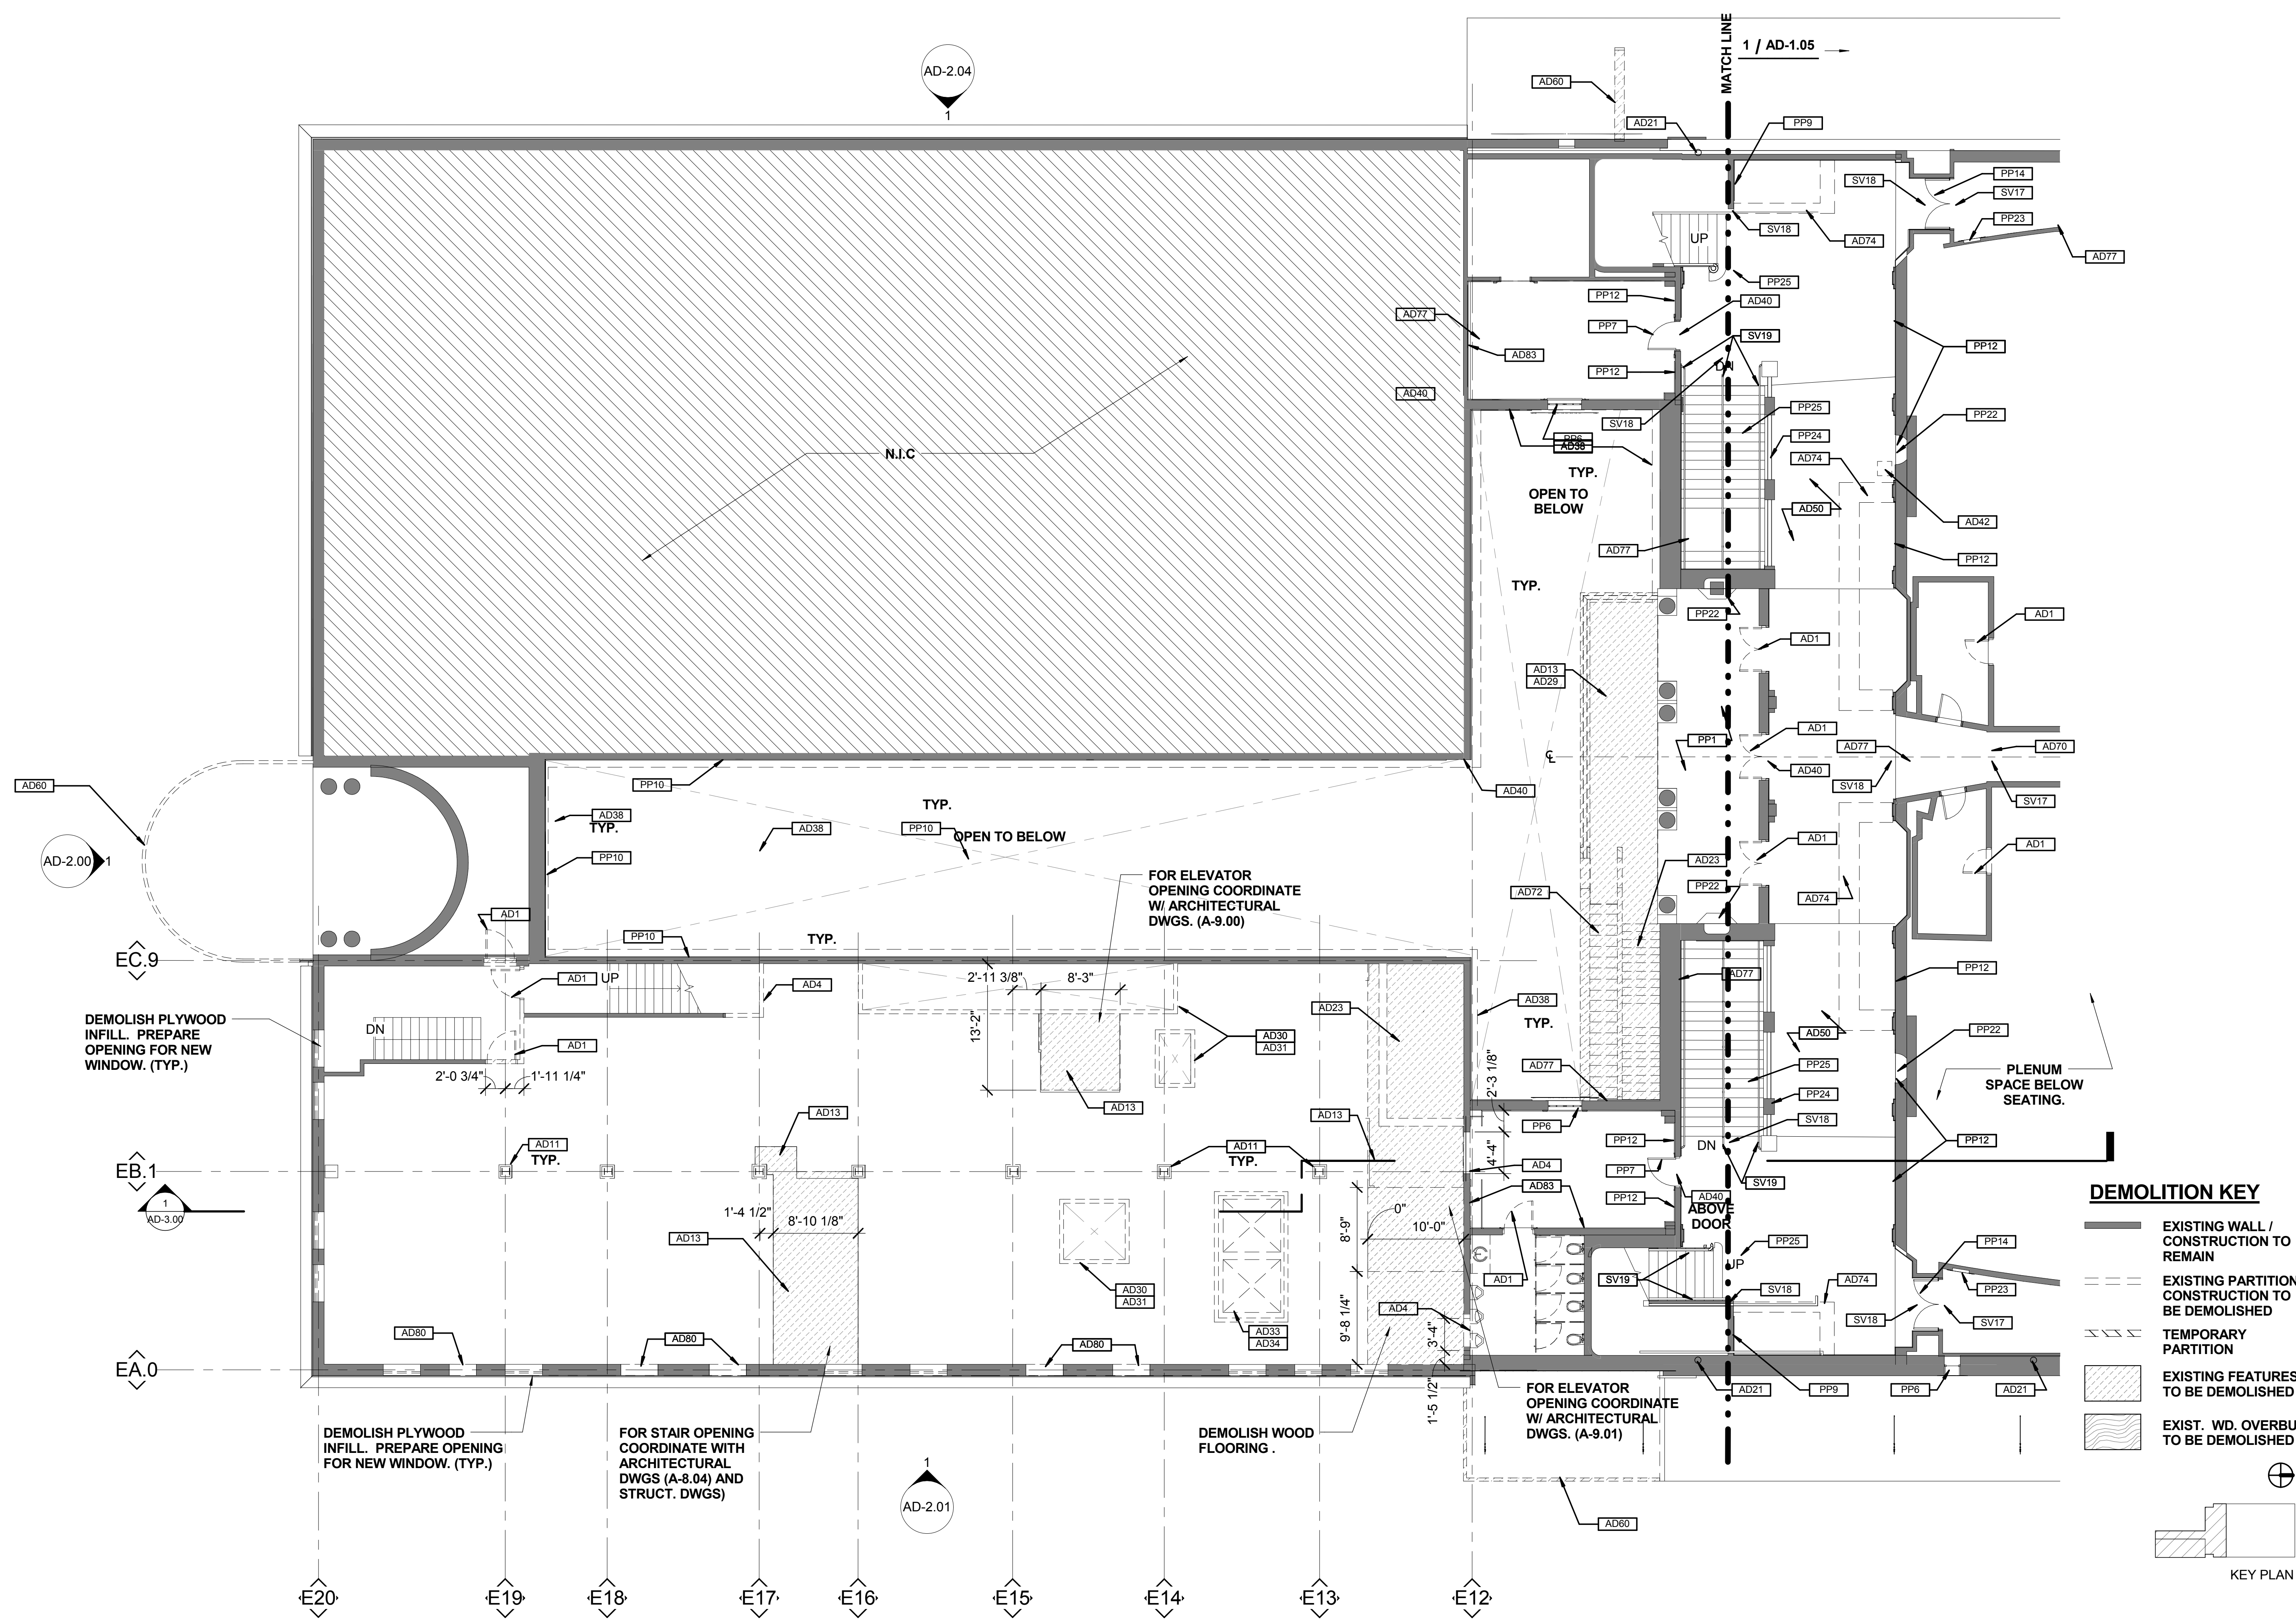 MATCH LINE
1 / AD-1.05
AD-2.04
1
AD60
AD21
PP9
PP14
SV18
SV17
PP23
SV18
AD74
AD77
UP
PP25
PP12
AD40
AD77
PP7
SV19
PP12
AD83
DN
PP12
AD40
PP25
PP22
SV18
PP24
PP6
AD38
N.I.C
AD74
TYP.
OPEN TO
BELOW
AD50
AD42
AD77
PP12
TYP.
PP22
AD1
AD1
AD13
AD29
AD1
PP1
AD77
AD70
AD40
SV18
℄
PP10
AD40
SV17
AD60
TYP.
AD38
TYP.
AD38
PP10
OPEN TO BELOW
AD1
AD1
AD-2.00
1
PP10
AD23
FOR ELEVATOR
OPENING COORDINATE
W/ ARCHITECTURAL
DWGS. (A-9.00)
PP22
AD72
AD74
AD1
PP10
TYP.
EC.9
AD1
UP
2'-11 3/8"
8'-3"
AD77
PP12
AD4
AD38
AD23
TYP.
DEMOLISH PLYWOOD
INFILL.  PREPARE
OPENING FOR NEW
WINDOW. (TYP.)
DN
13'-2"
AD30
AD31
AD50
PP22
AD1
2'-0 3/4"
1'-11 1/4"
AD77
2'-3 1/8"
PP25
PLENUM
SPACE BELOW
SEATING.
PP24
AD13
AD13
AD13
SV18
PP6
AD11
TYP.
AD11
TYP.
4'-4"
PP12
DN
PP12
EB.1
AD4
PP7
SV19
AD83
PP12
AD40
ABOVE
DOOR
1
AD-3.00
1'-4 1/2"
8'-10 1/8"
0"
10'-0"
8'-9"
AD13
PP25
PP14
UP
AD1
SV19
AD74
SV18
PP23
AD30
AD31
AD4
SV18
SV17
9'-8 1/4"
3'-4"
AD80
AD80
AD80
AD33
AD34
EA.0
1'-5 1/2"
AD21
PP9
PP6
AD21
DEMOLISH PLYWOOD
INFILL.  PREPARE OPENING
FOR NEW WINDOW. (TYP.)
FOR STAIR OPENING
COORDINATE WITH
ARCHITECTURAL
DWGS (A-8.04) AND
STRUCT. DWGS)
DEMOLISH WOOD
FLOORING .
FOR ELEVATOR
OPENING COORDINATE
W/ ARCHITECTURAL
DWGS. (A-9.01)
1
AD-2.01
AD60
E20
E19
E18
E17
E16
E15
E14
E13
E12
DEMOLITION KEY
EXISTING WALL /
CONSTRUCTION TO
REMAIN
EXISTING PARTITION
CONSTRUCTION TO
BE DEMOLISHED
TEMPORARY
PARTITION
EXISTING FEATURES
TO BE DEMOLISHED
EXIST.  WD. OVERBU
TO BE DEMOLISHED
KEY PLAN